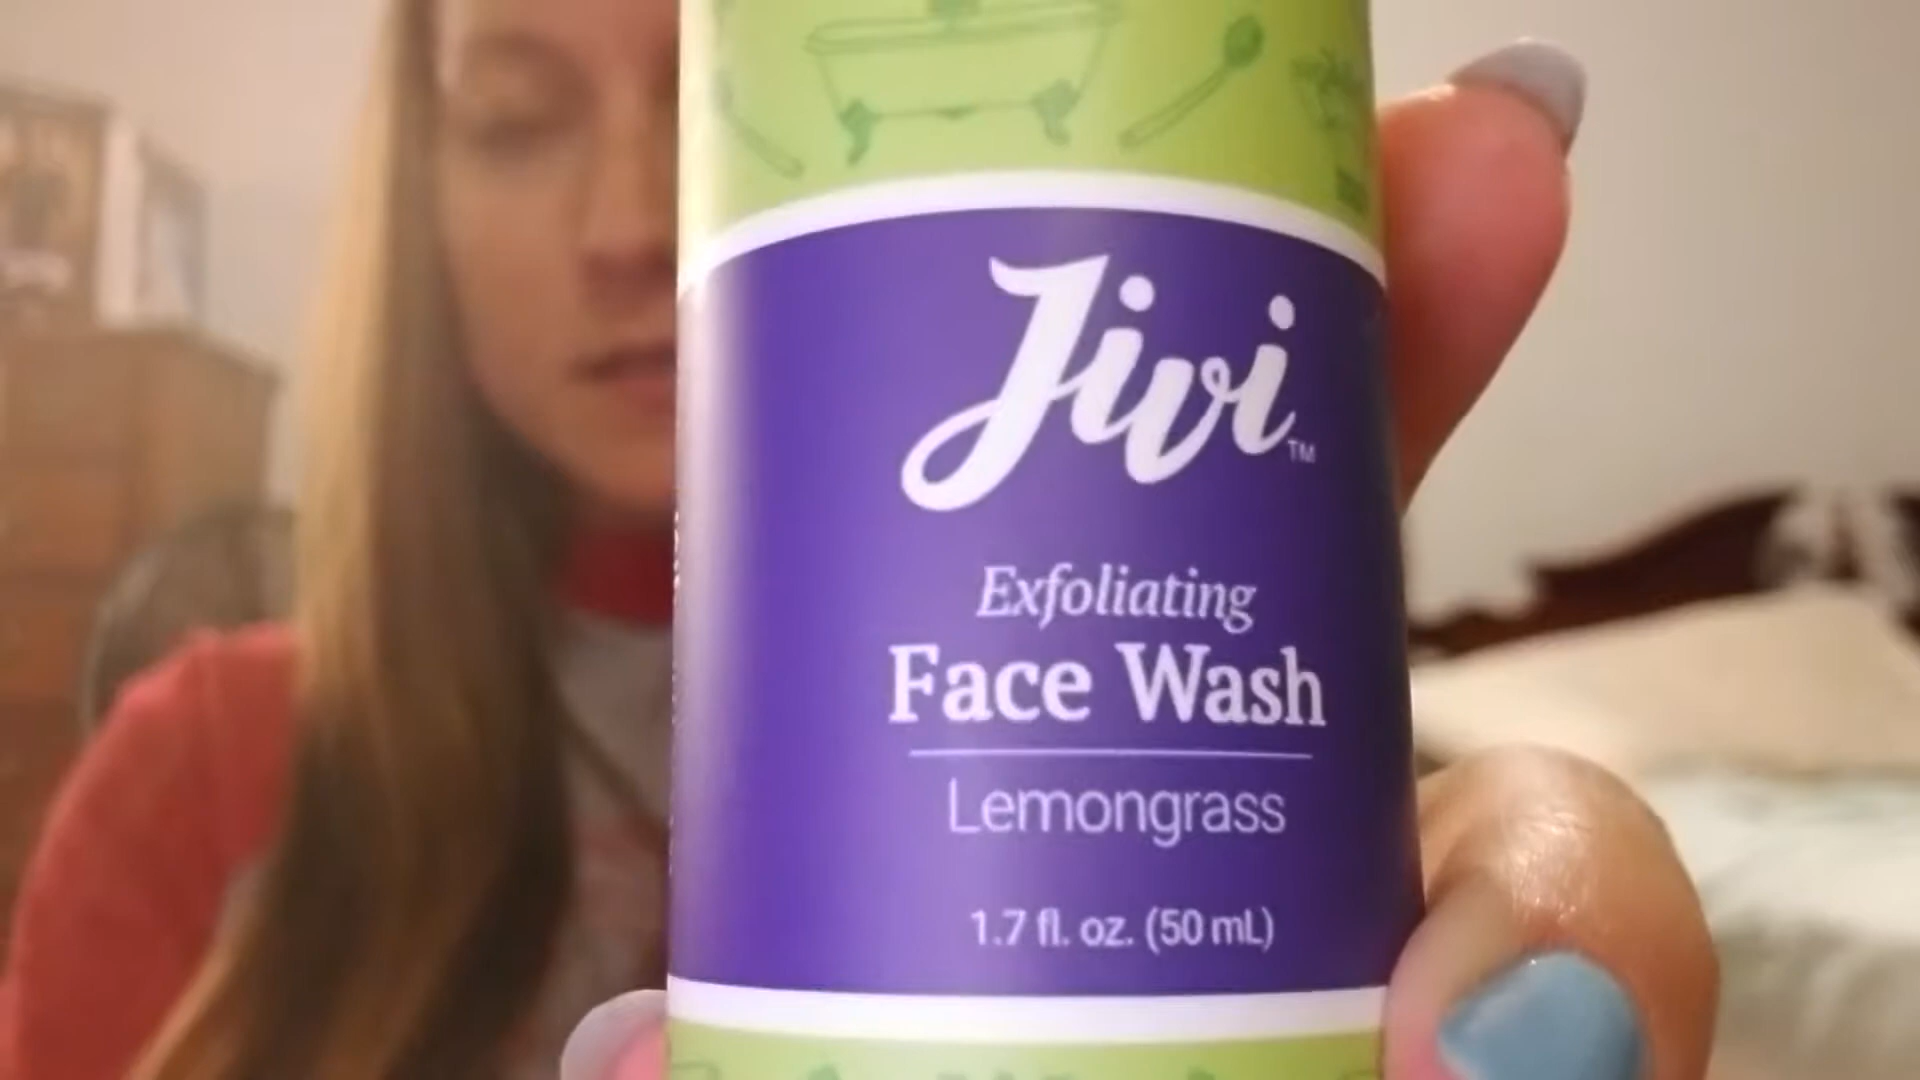 Jivi™
Exfoliating
Face Wash
Lemongrass
1.7 fl. oz. (50 mL)